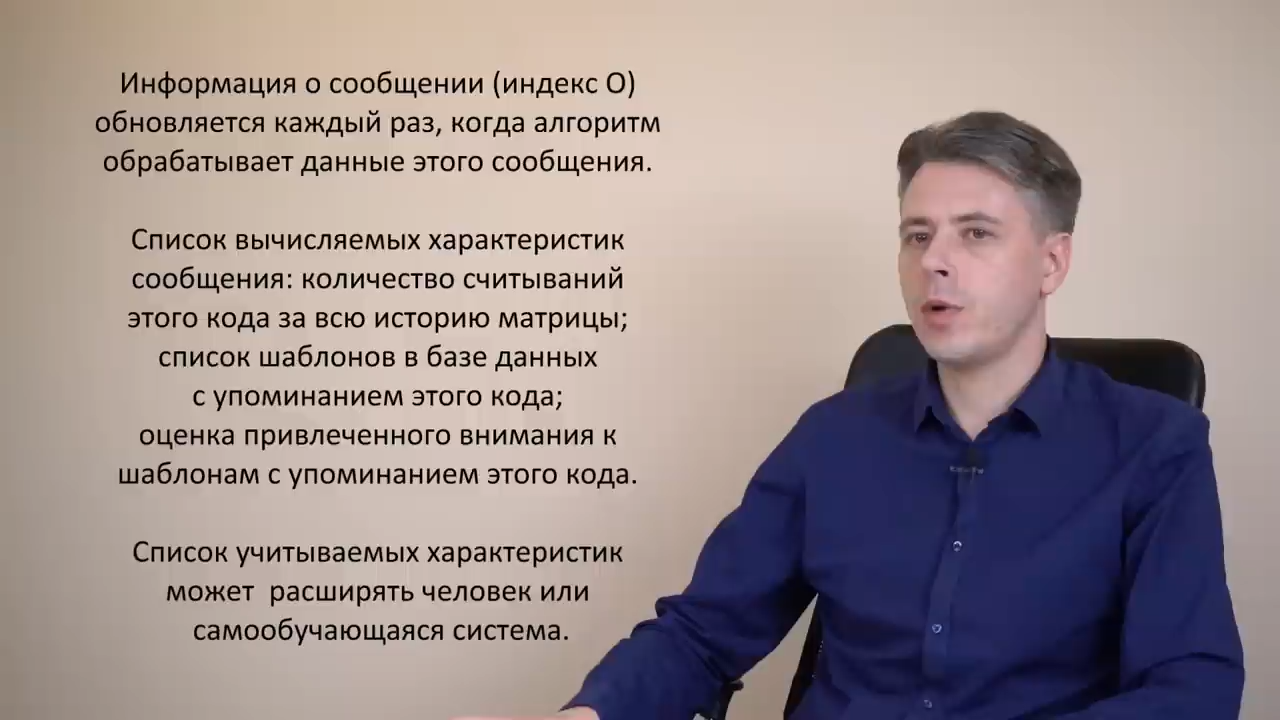 Информация о сообщении (индекс О)
обновляется каждый раз, когда алгоритм
обрабатывает данные этого сообщения.
Список вычисляемых характеристик
сообщения: количество считываний
этого кода за всю историю матрицы;
список шаблонов в базе данных
с упоминанием этого кода;
оценка привлеченного внимания к
шаблонам с упоминанием этого кода.
Список учитываемых характеристик
может  расширять человек или
самообучающаяся система.